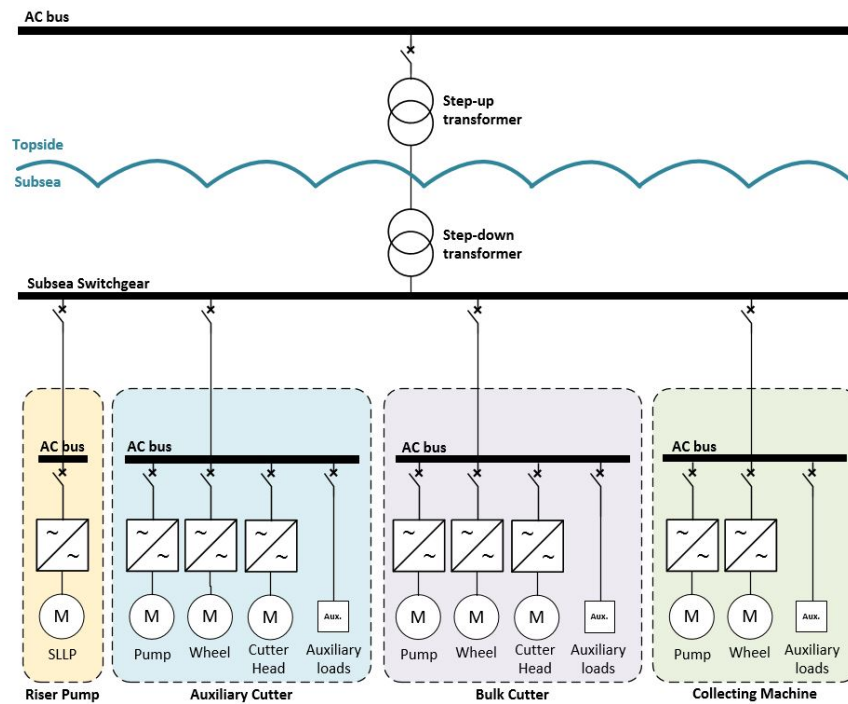 AC bus
Step-up
transformer
Topside
Subsea
Step-down
transformer
Subsea Switchgear
AC bus
AC bus
AC bus
AC bus
~ ~
~ ~
~ ~
~ ~
~ ~
~ ~
~ ~
~ ~
~ ~
M
M
M
M
Aux.
M
M
M
Aux.
M
M
Aux.
SLLP
Pump
Wheel
Cutter
Head
Auxiliary
loads
Pump
Wheel
Cutter
Head
Auxiliary
loads
Pump
Wheel
Auxiliary
loads
Riser Pump
Auxiliary Cutter
Bulk Cutter
Collecting Machine